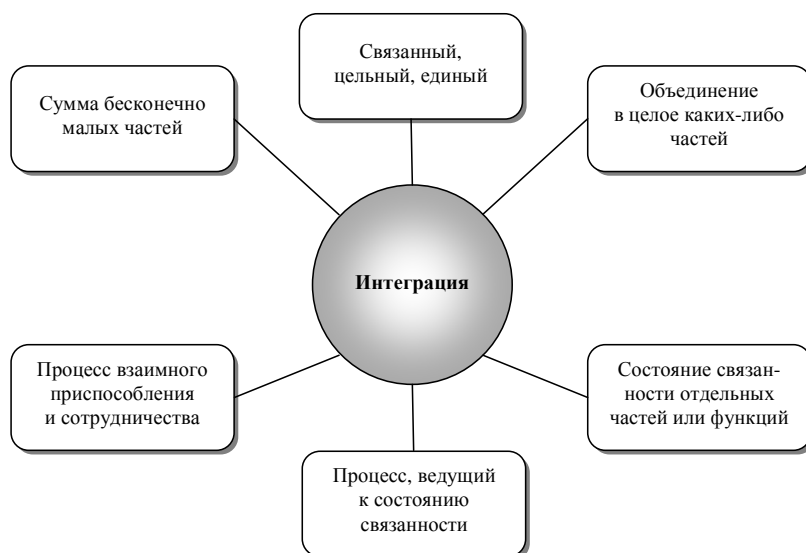 Связанный,
цельный, единый
Сумма бесконечно
малых частей
Объединение
в целое каких-либо
частей
Интеграция
Процесс взаимного
приспособления
и сотрудничества
Состояние связан-
ности отдельных
частей или функций
Процесс, ведущий
к состоянию
связанности